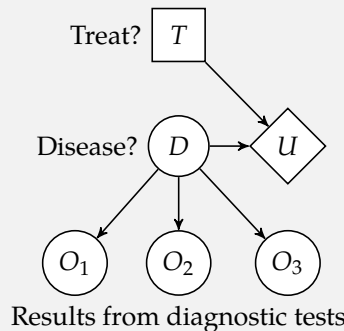 Treat? T
Disease? D U
O1 O2 O3
Results from diagnostic tests